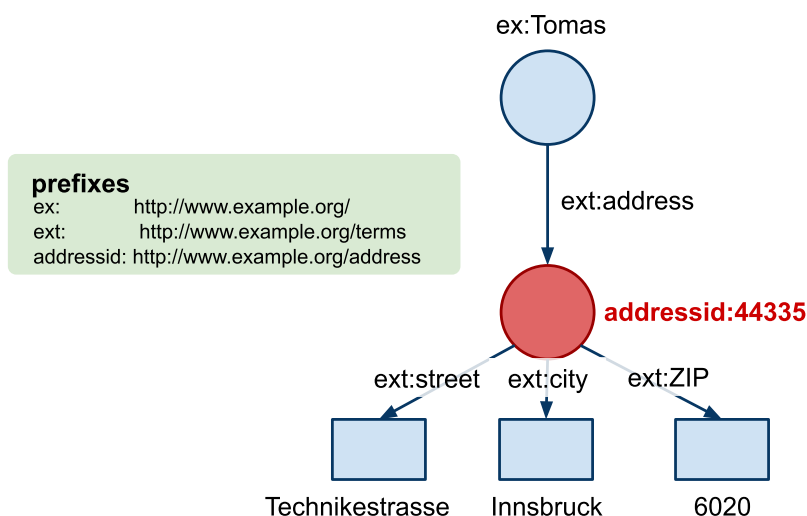 ex:Tomas
prefixes
ex: http://www.example.org/
ext: http://www.example.org/terms
addressid: http://www.example.org/address
ext:address
addressid:44335
ext:street ext:city ext:ZIP
Technikestrasse Innsbruck 6020